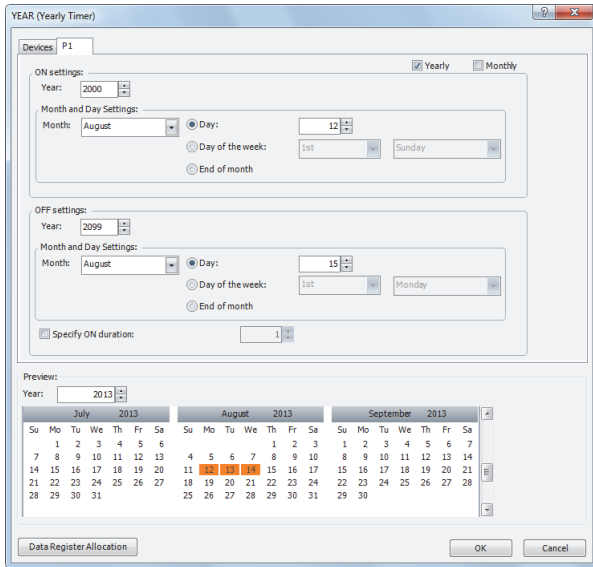 YEAR (Yearly Timer)
Devices P1
Yearly Monthly
ON settings:
Year: 2000
Month and Day Settings:
Month: August Day: 12
Day of the week: 1st Sunday
End of month
OFF settings:
Year: 2099
Month and Day Settings:
Month: August Day: 15
Day of the week: 1st Monday
End of month
Specify ON duration: 1
Preview:
Year: 2013
July 2013 August 2013 September 2013
Su Mo Tu We Th Fr Sa Su Mo Tu We Th Fr Sa Su Mo Tu We Th Fr Sa
1 2 3 4 5 6 1 2 3 1 2 3 4 5 6 7
7 8 9 10 11 12 13 4 5 6 7 8 9 10 8 9 10 11 12 13 14
14 15 16 17 18 19 20 11 12 13 14 15 16 17 15 16 17 18 19 20 21
21 22 23 24 25 26 27 18 19 20 21 22 23 24 22 23 24 25 26 27 28
28 29 30 31 25 26 27 28 29 30 31 29 30
Data Register Allocation OK Cancel